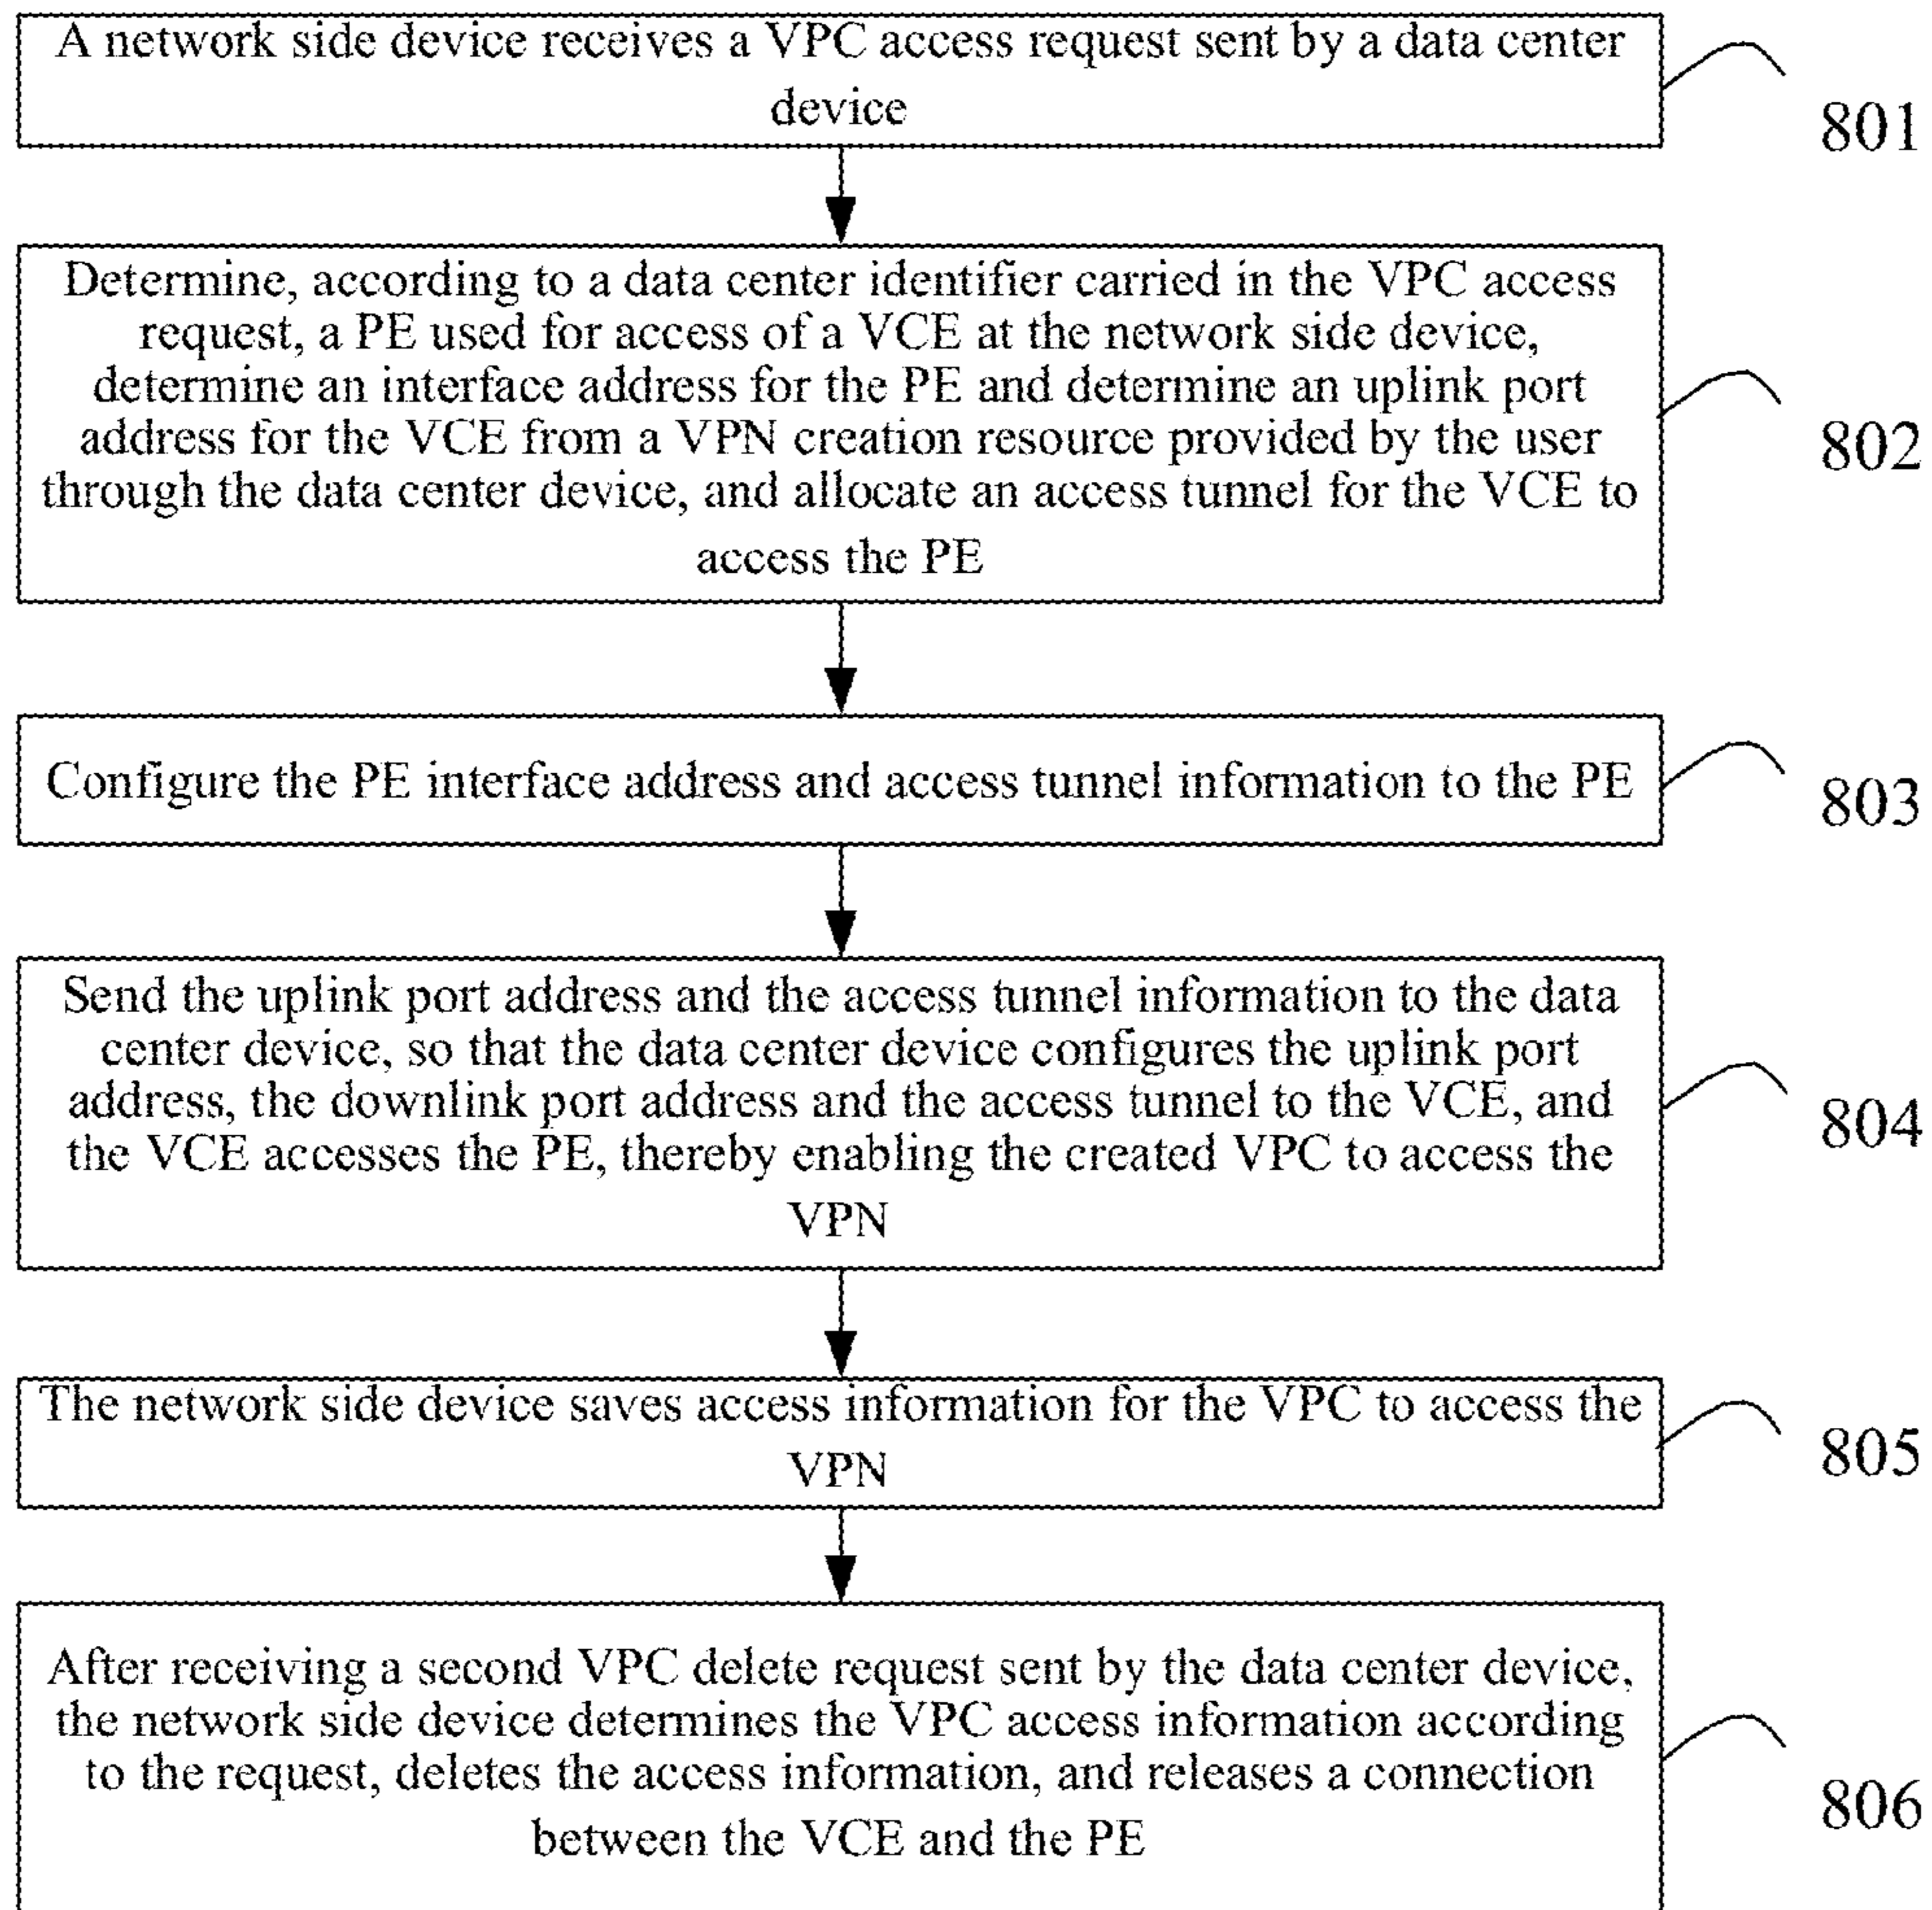 A network side device receives a VPC access request sent by a data center
device
801
Determine, according to a data center identifier carried in the VPC access
request, a PE used for access of a VCE at the network side device,
determine an interface address for the PE and determine an uplink port
address for the VCE from a VPN creation resource provided by the user
through the data center device, and allocate an access tunnel for the VCE to
access the PE
802
Configure the PE interface address and access tunnel information to the PE
803
Send the uplink port address and the access tunnel information to the data
center device, so that the data center device configures the uplink port
address, the downlink port address and the access tunnel to the VCE, and
the VCE accesses the PE, thereby enabling the created VPC to access the
VPN
804
The network side device saves access information for the VPC to access the
VPN
805
After receiving a second VPC delete request sent by the data center device,
the network side device determines the VPC access information according
to the request, deletes the access information, and releases a connection
between the VCE and the PE
806